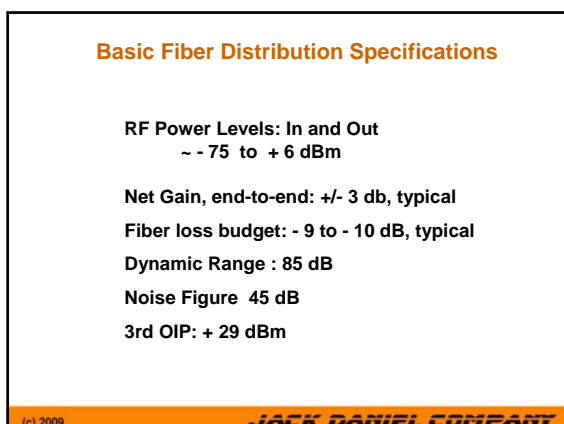 Basic Fiber Distribution Specifications
RF Power Levels: In and Out
~ - 75 to + 6 dBm
Net Gain, end-to-end: +/- 3 db, typical
Fiber loss budget: - 9 to - 10 dB, typical
Dynamic Range : 85 dB
Noise Figure 45 dB
3rd OIP: + 29 dBm
(c) 2009 JACK DANIEL COMPANY